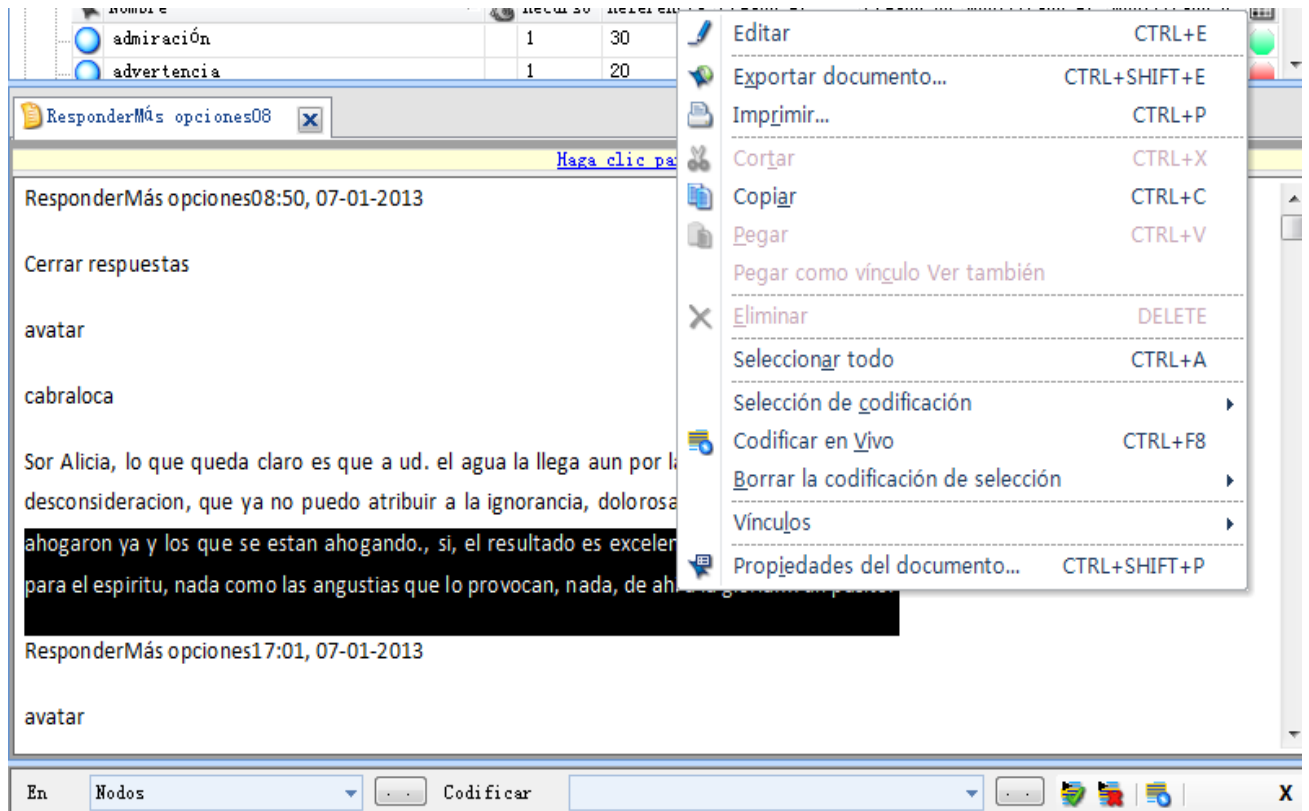 Nombre Recurso
admiración 1 30
advertencia 1 20
ResponderMás opciones08
Haga clic
ResponderMás opciones08:50, 07-01-2013
Cerrar respuestas
avatar
cabraloca
Sor Alicia, lo que queda claro es que a ud. el agua la llega aun por
desconsideracion, que ya no puedo atribuir a la ignorancia,
ahogaron ya y los que se estan ahogando., si, el resultado es
para el espiritu, nada como las angustias que lo provocan, nada, de
ResponderMás opciones17:01, 07-01-2013
avatar
Editar CTRL+E
Exportar documento... CTRL+SHIFT+E
Imprimir... CTRL+P
Cortar CTRL+X
Copiar CTRL+C
Pegar CTRL+V
Pegar como vínculo Ver también
Eliminar DELETE
Seleccionar todo CTRL+A
Selección de codificación
Codificar en Vivo CTRL+F8
Borrar la codificación de selección
Vínculos
Propiedades del documento... CTRL+SHIFT+P
En Nodos .. Codificar .. X